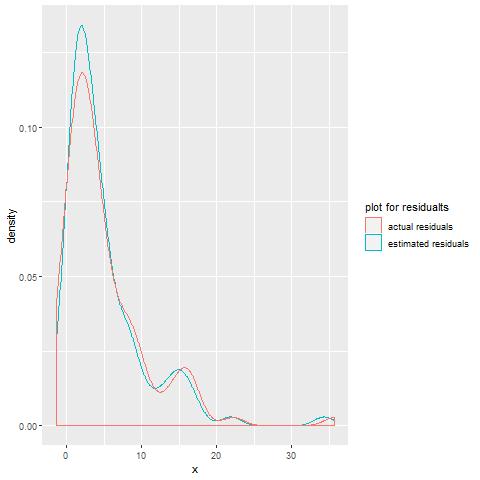 0.10
0.05
0.00
density
0
10
20
30
x
plot for residualts
actual residuals
estimated residuals